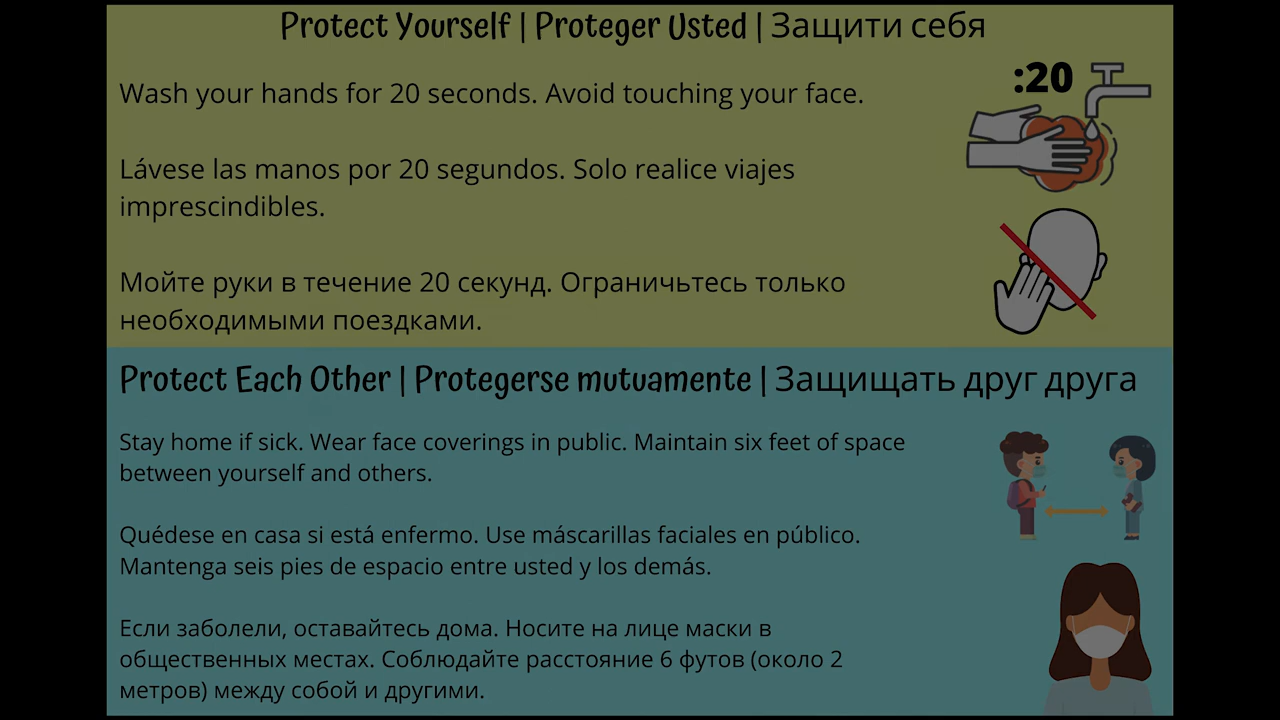 Protect Yourself | Proteger Usted | Защити себя
:20
Wash your hands for 20 seconds. Avoid touching your face.
Lávese las manos por 20 segundos. Solo realice viajes
imprescindibles.
Мойте руки в течение 20 секунд. Ограничьтесь только
необходимыми поездками.
Protect Each Other | Protegerse mutuamente | Защищать друг друга
Stay home if sick. Wear face coverings in public. Maintain six feet of space
between yourself and others.
Quédese en casa si está enfermo. Use máscarillas faciales en público.
Mantenga seis pies de espacio entre usted y los demás.
Если заболели, оставайтесь дома. Носите на лице маски в
общественных местах. Соблюдайте расстояние 6 футов (около 2
метров) между собой и другими.